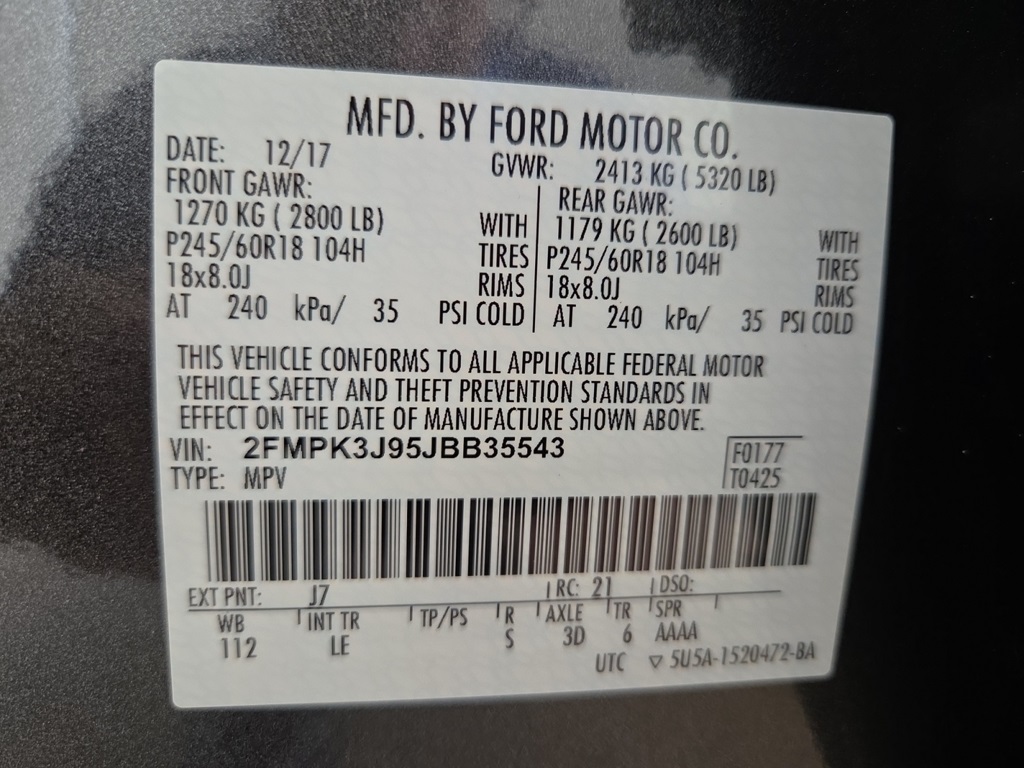 MFD. BY FORD MOTOR CO.
DATE: 12/17
GVWR: 2413 KG ( 5320 LB)
FRONT GAWR:
1270 KG ( 2800 LB) WITH
P245/60R18 104H TIRES
18x8.0J RIMS
AT 240 kPa/ 35 PSI COLD
REAR GAWR:
1179 KG ( 2600 LB) WITH
P245/60R18 104H TIRES
18x8.0J RIMS
AT 240 kPa/ 35 PSI COLD
THIS VEHICLE CONFORMS TO ALL APPLICABLE FEDERAL MOTOR
VEHICLE SAFETY AND THEFT PREVENTION STANDARDS IN
EFFECT ON THE DATE OF MANUFACTURE SHOWN ABOVE.
VIN: 2FMPK3J95JBB35543
TYPE: MPV
F0177
T0425
EXT PNT: J7 RC: 21 DSO:
WB INT TR TP/PS R AXLE TR SPR
112 LE S 3D 6 AAAA
UTC ▽ 5U5A-1520472-BA